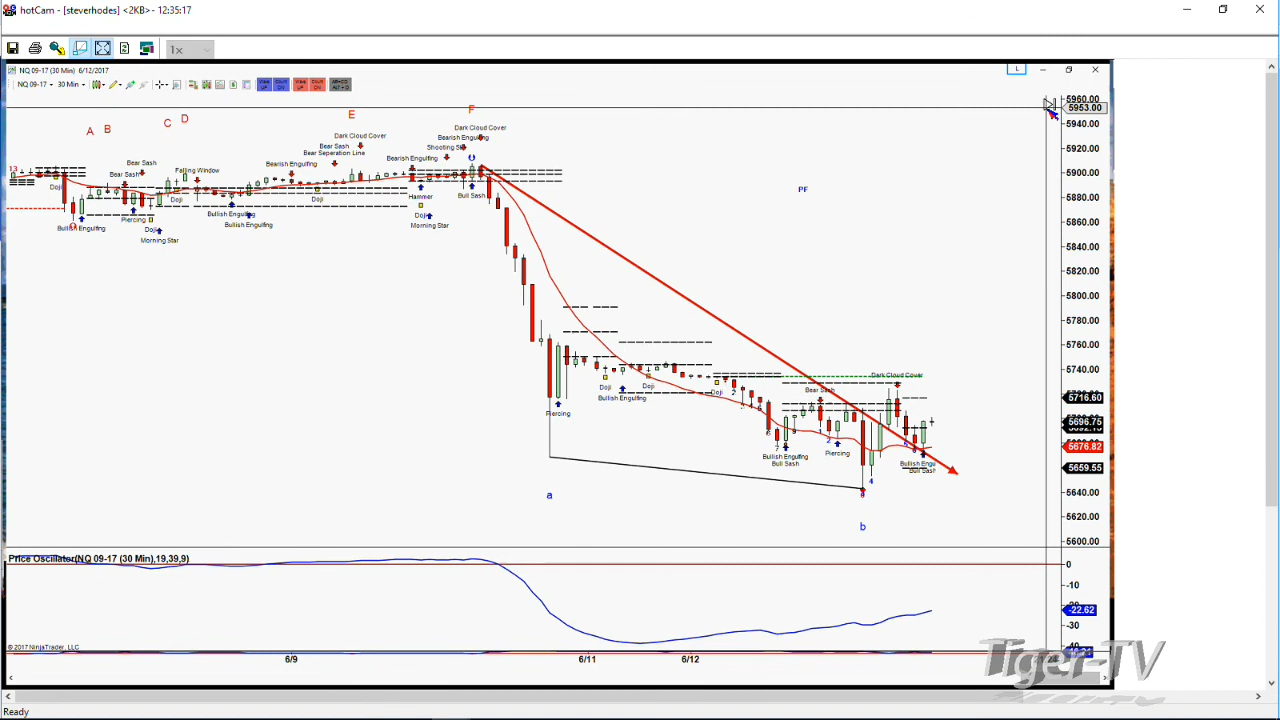 hotCam - [steverhodes] <2KB> - 12:35:17
1x
NQ 09-17 (30 Min) 6/12/2017
L
NQ 09-17 30 Min
5960.00
5953.00
5940.00
5920.00
5900.00
5880.00
5860.00
5840.00
5820.00
5800.00
5780.00
5760.00
5740.00
5716.60
5696.75
5676.82
5659.55
5640.00
5620.00
5600.00
A B C D E F
Dark Cloud Cover
Bearish Engulfing
Shooting St
Dark Cloud Cover
Bear Sash
Bear Seperation Line
Bearish Engulfing
Bearish Engulfing
Bear Sash
Bear Sash
Falling Window
13
Doji
Doji
Doji
Hammer
Bull Sash
Doji
Morning Star
Bullish Engulfing
Piercing
Doji
Morning Star
Bullish Engulfing
Bullish Engulfing
PF
Piercing
Doji
Bullish Engulfing
Doji
Doji
Dark Cloud Cover
Bear Sash
Bullish Engulfing
Bull Sash
Piercing
Bullish Engu
Bull Sash
4
a
b
Price Oscillator(NQ 09-17 (30 Min),19,39,9)
0
-10
-22.62
-30
© 2017 NinjaTrader, LLC
6/9
6/11
6/12
Tiger-TV
Ready